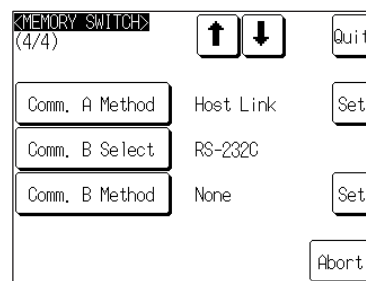 <MEMORY SWITCH>
(4/4)
Quit
Comm. A Method Host Link Set
Comm. B Select RS-232C
Comm. B Method None Set
Abort